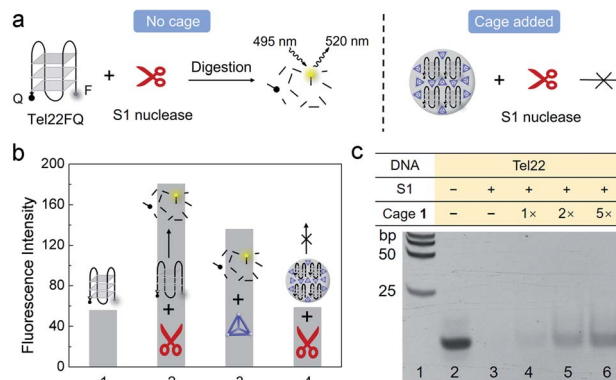 a
No cage
Cage added
495 nm 520 nm
Q F
+
Digestion
Tel22FQ
S1 nuclease
+
S1 nuclease
b
Fluorescence Intensity
200
160
120
80
40
0
+
+
+
1 2 3 4
c
DNA Tel22
S1 – + + + +
Cage 1 – – 1× 2× 5×
bp
50
25
1 2 3 4 5 6